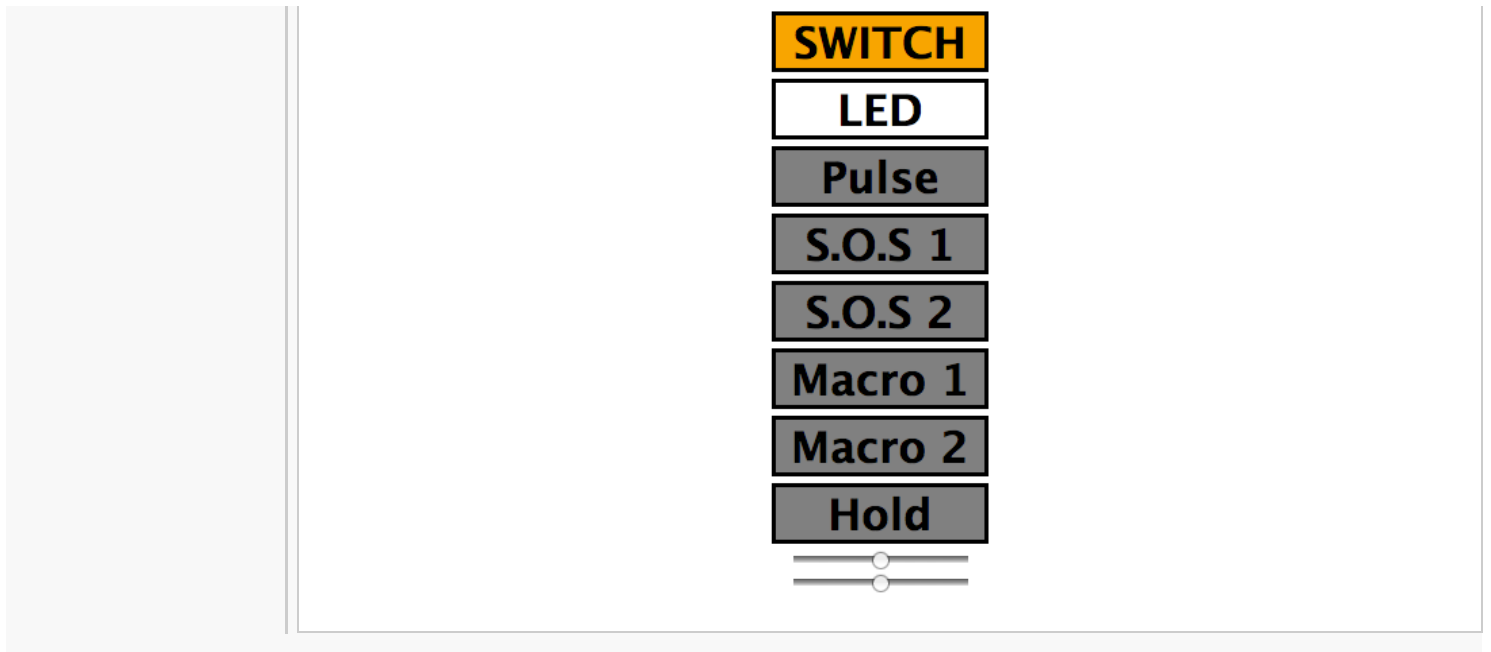 SWITCH
LED
Pulse
S.O.S 1
S.O.S 2
Macro 1
Macro 2
Hold